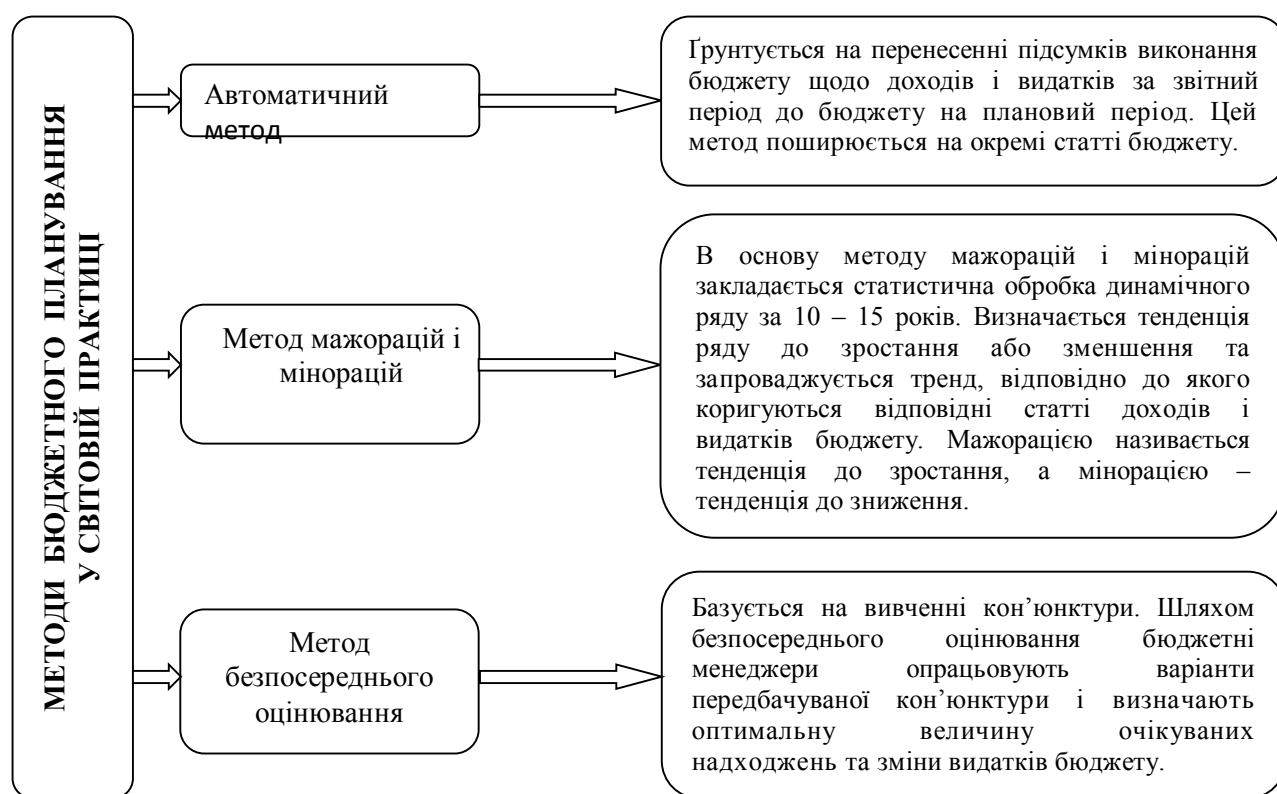 МЕТОДИ БЮДЖЕТНОГО ПЛАНУВАННЯ
У СВІТОВІЙ ПРАКТИЦІ
Автоматичний
метод
Ґрунтується на перенесенні підсумків виконання
бюджету щодо доходів і видатків за звітний
період до бюджету на плановий період. Цей
метод поширюється на окремі статті бюджету.
Метод мажорацій і
мінорацій
В основу методу мажорацій і мінорацій
закладається статистична обробка динамічного
ряду за 10 – 15 років. Визначається тенденція
ряду до зростання або зменшення та
запроваджується тренд, відповідно до якого
коригуються відповідні статті доходів і
видатків бюджету. Мажорацією називається
тенденція до зростання, а мінорацією –
тенденція до зниження.
Метод
безпосереднього
оцінювання
Базується на вивченні кон’юнктури. Шляхом
безпосереднього оцінювання бюджетні
менеджери опрацьовують варіанти
передбачуваної кон’юнктури і визначають
оптимальну величину очікуваних
надходжень та зміни видатків бюджету.